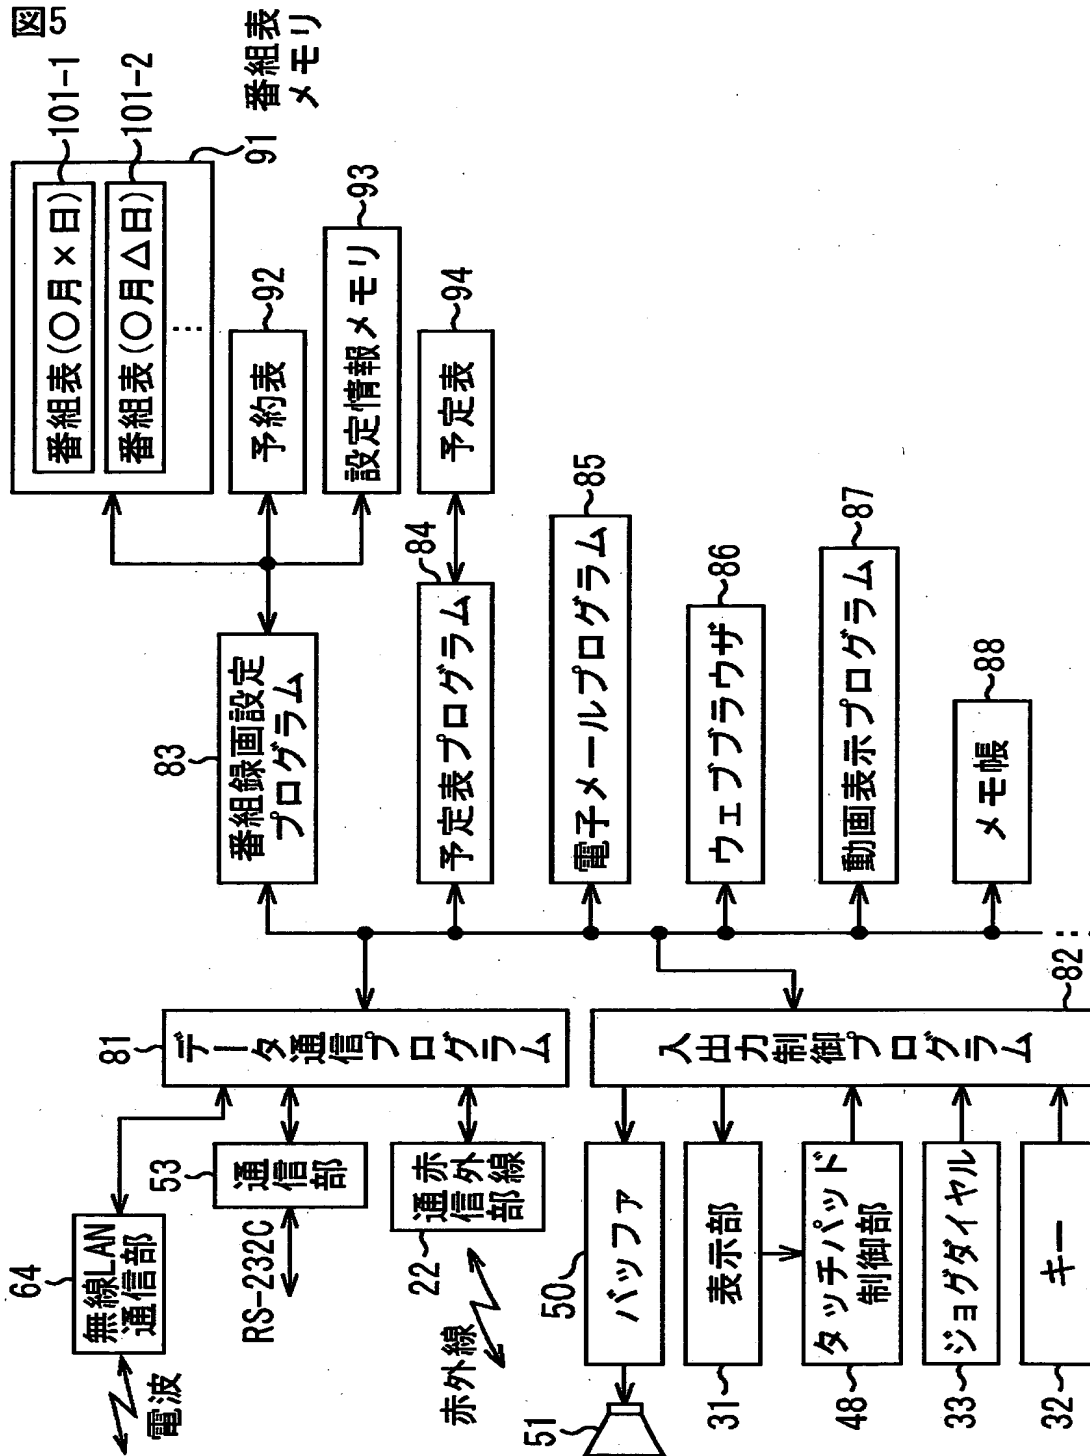 図5
101-1
番組表(○月×日)
101-2
番組表(○月△日)
⋮
91
番組表
メモリ
92
予約表
93
設定情報メモリ
83
番組録画設定
プログラム
84
予定表プログラム
94
予定表
85
電子メールプログラム
86
ウェブブラウザ
87
動画表示プログラム
88
メモ帳
⋮
81
データ通信プログラム
82
入出力制御プログラム
64
無線LAN
通信部
電波
53
通信部
RS-232C
22
赤外線
通信部
赤外線
50
バッファ
51
31
表示部
48
タッチパッド
制御部
33
ジョグダイヤル
32
キー